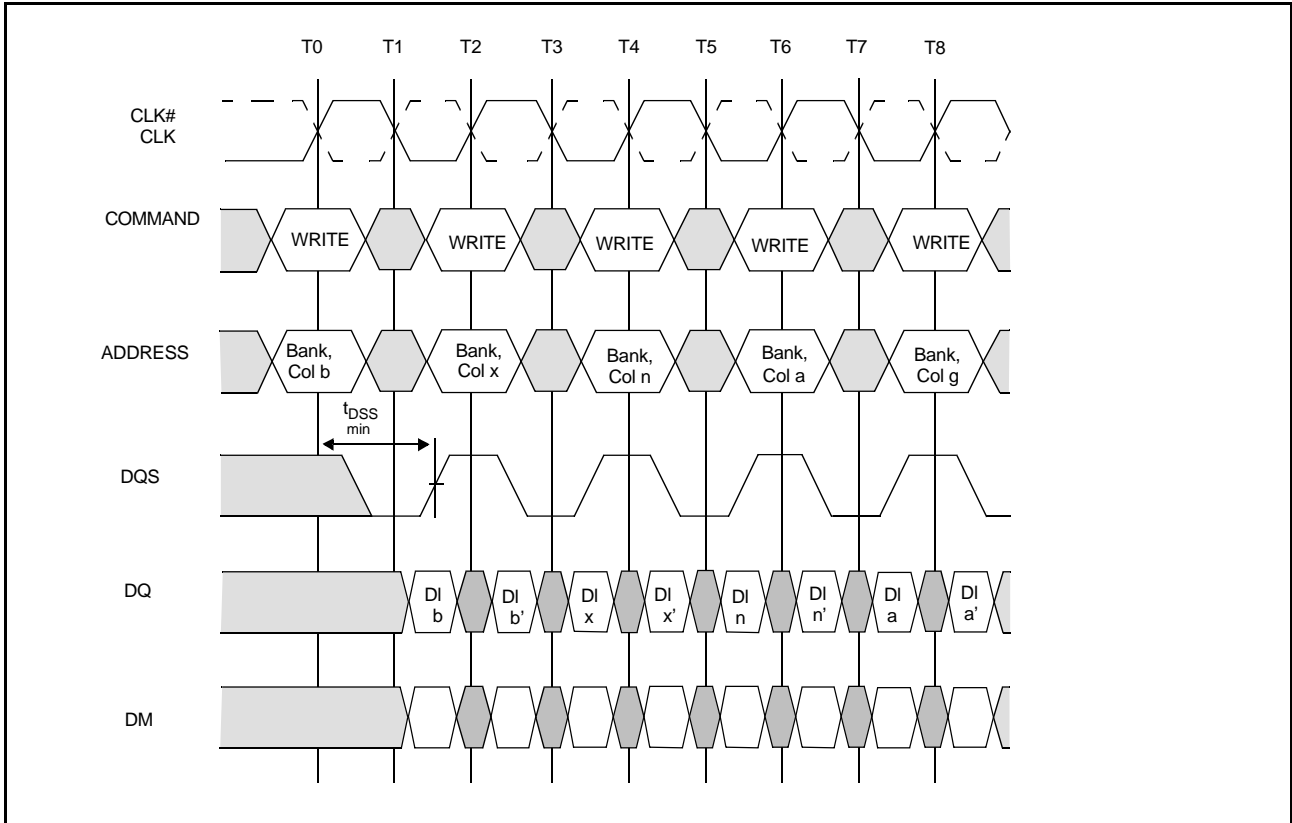 T0 T1 T2 T3 T4 T5 T6 T7 T8
CLK#
CLK
COMMAND
WRITE WRITE WRITE WRITE WRITE
ADDRESS
Bank, Bank, Bank, Bank, Bank,
Col b Col x Col n Col a Col g
tDSS
min
DQS
DQ
DI DI DI DI DI DI DI DI
b b’ x x’ n n’ a a’
DM